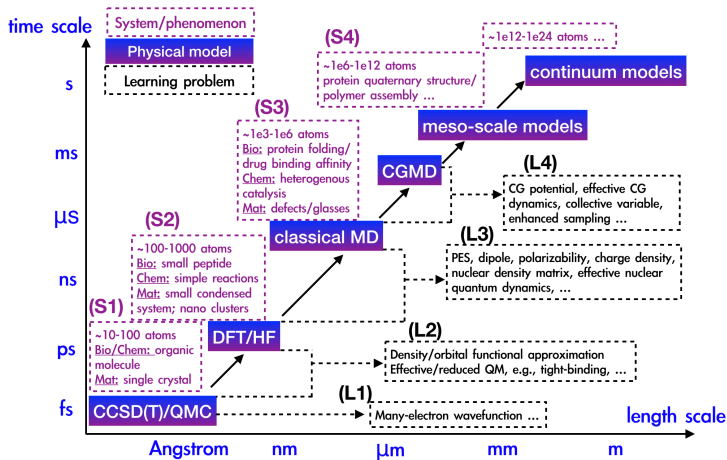 time scale
System/phenomenon
Physical model
Learning problem
s
ms
μs
ns
ps
fs
(S4)
~1e6-1e12 atoms
protein quaternary structure/
polymer assembly ...
~1e12-1e24 atoms ...
continuum models
meso-scale models
(S3)
~1e3-1e6 atoms
Bio: protein folding/
drug binding affinity
Chem: heterogenous
catalysis
Mat: defects/glasses
CGMD
(L4)
CG potential, effective CG
dynamics, collective variable,
enhanced sampling ...
(S2)
~100-1000 atoms
Bio: small peptide
Chem: simple reactions
Mat: small condensed
system; nano clusters
classical MD
(L3)
PES, dipole, polarizability, charge density,
nuclear density matrix, effective nuclear
quantum dynamics, ...
(S1)
~10-100 atoms
Bio/Chem: organic
molecule
Mat: single crystal
DFT/HF
(L2)
Density/orbital functional approximation
Effective/reduced QM, e.g., tight-binding, ...
CCSD(T)/QMC
(L1)
Many-electron wavefunction ...
length scale
Angstrom
nm
μm
mm
m